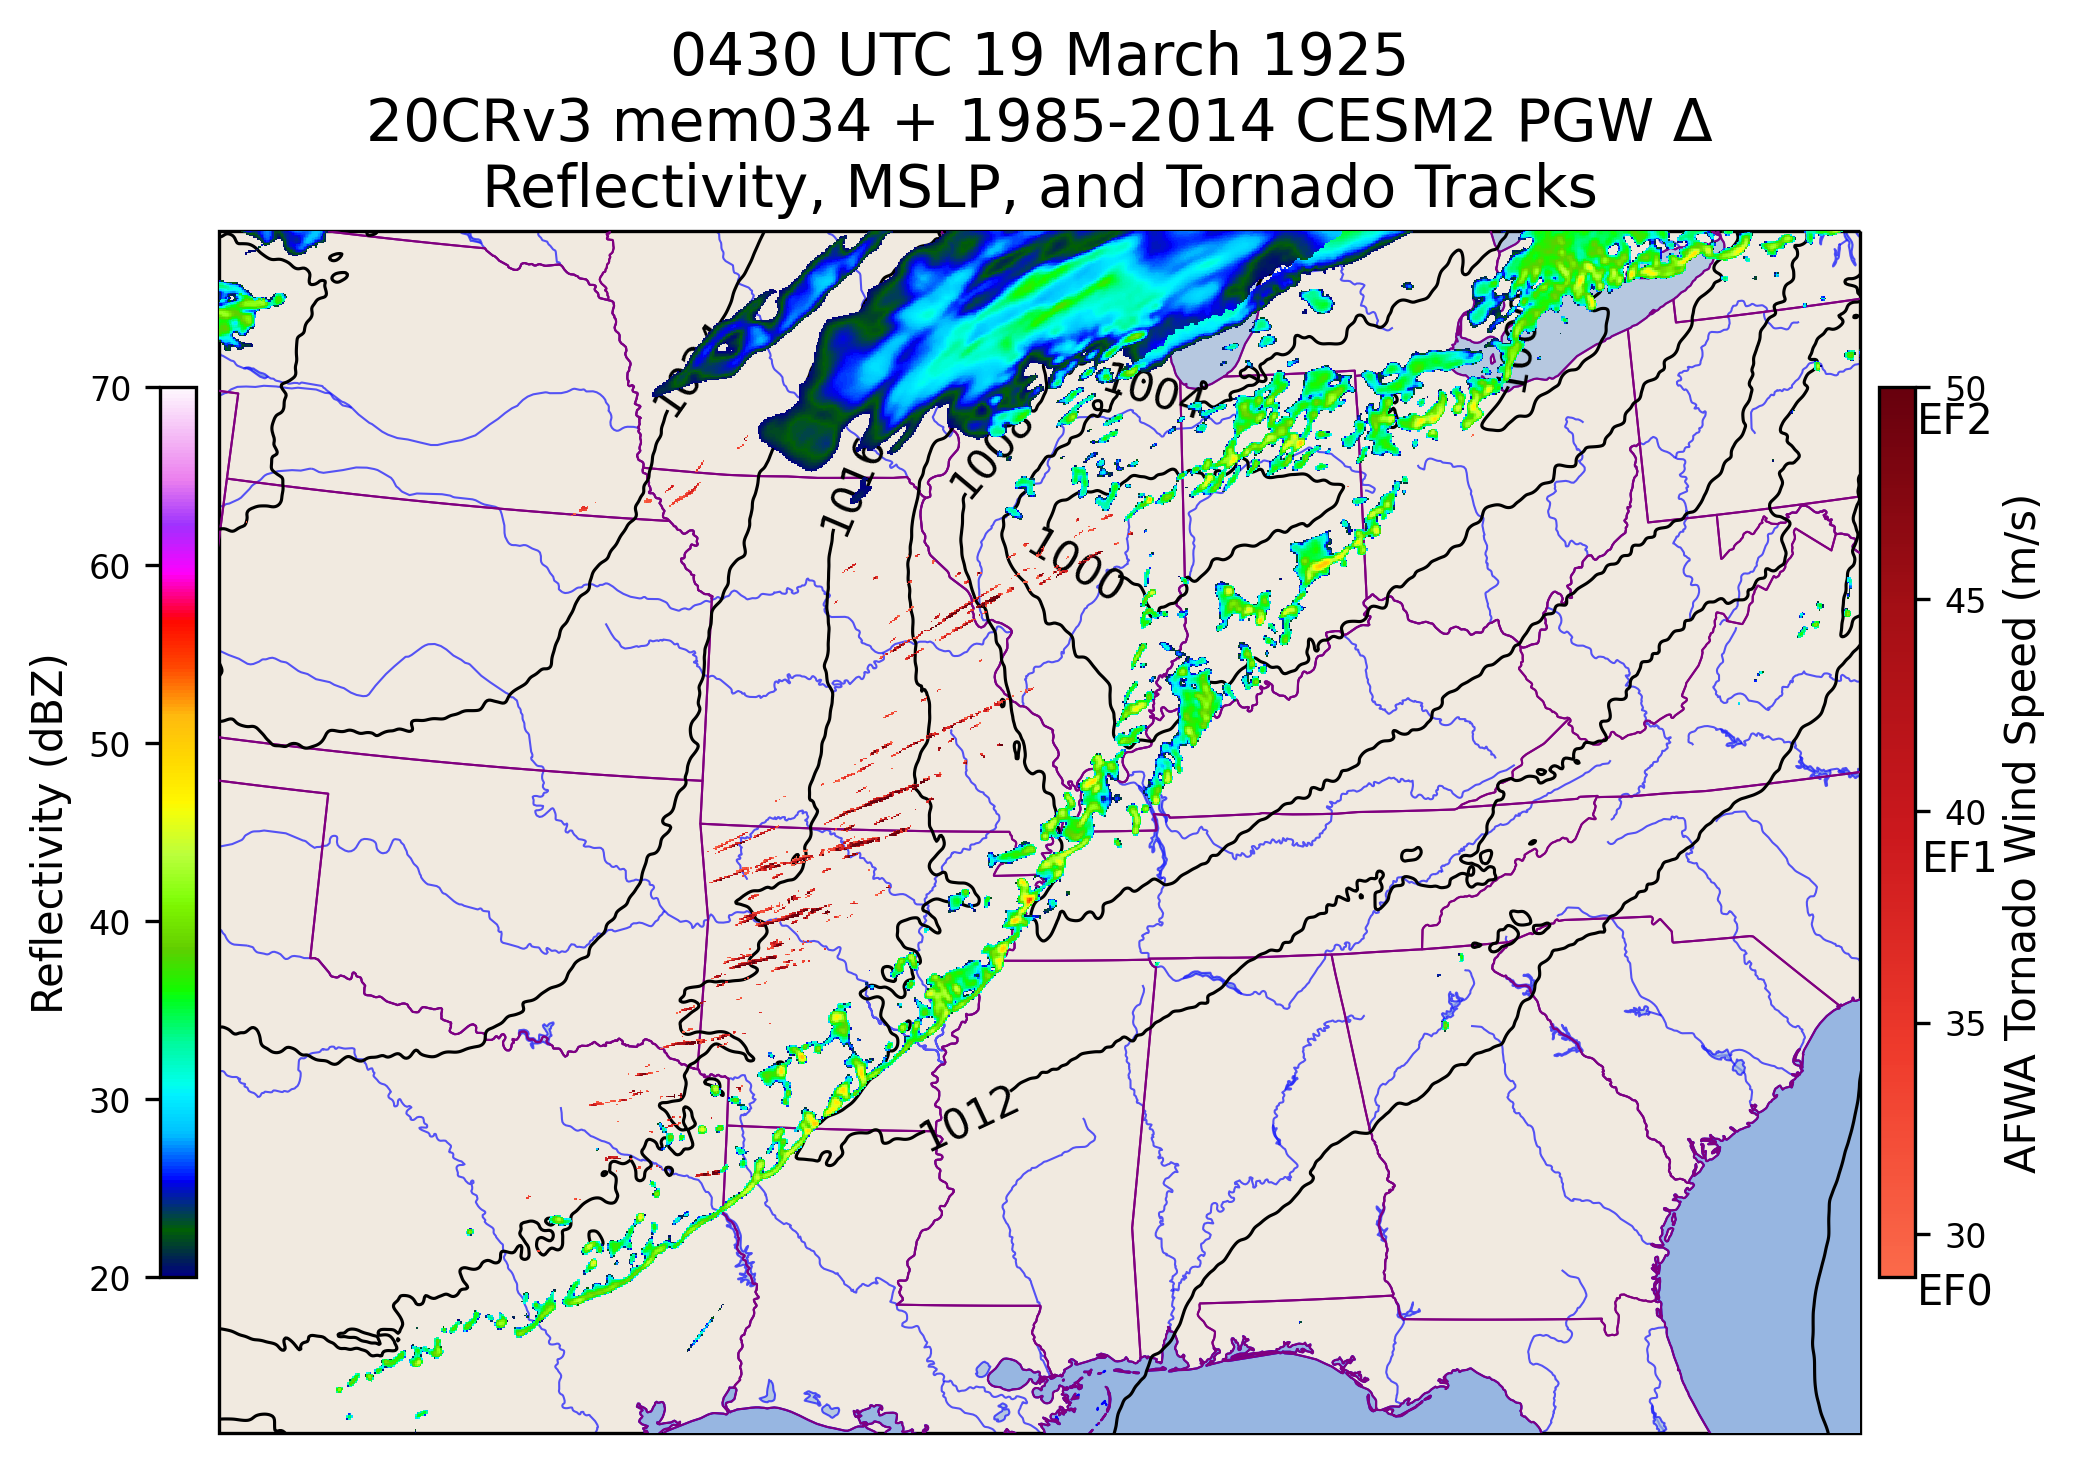 0430 UTC 19 March 1925
20CRv3 mem034 + 1985-2014 CESM2 PGW Δ
Reflectivity, MSLP, and Tornado Tracks
70
60
50
40
30
20
Reflectivity (dBZ)
1016
1008
1004
1000
1012
50
EF2
45
40
EF1
35
30
EF0
AFWA Tornado Wind Speed (m/s)